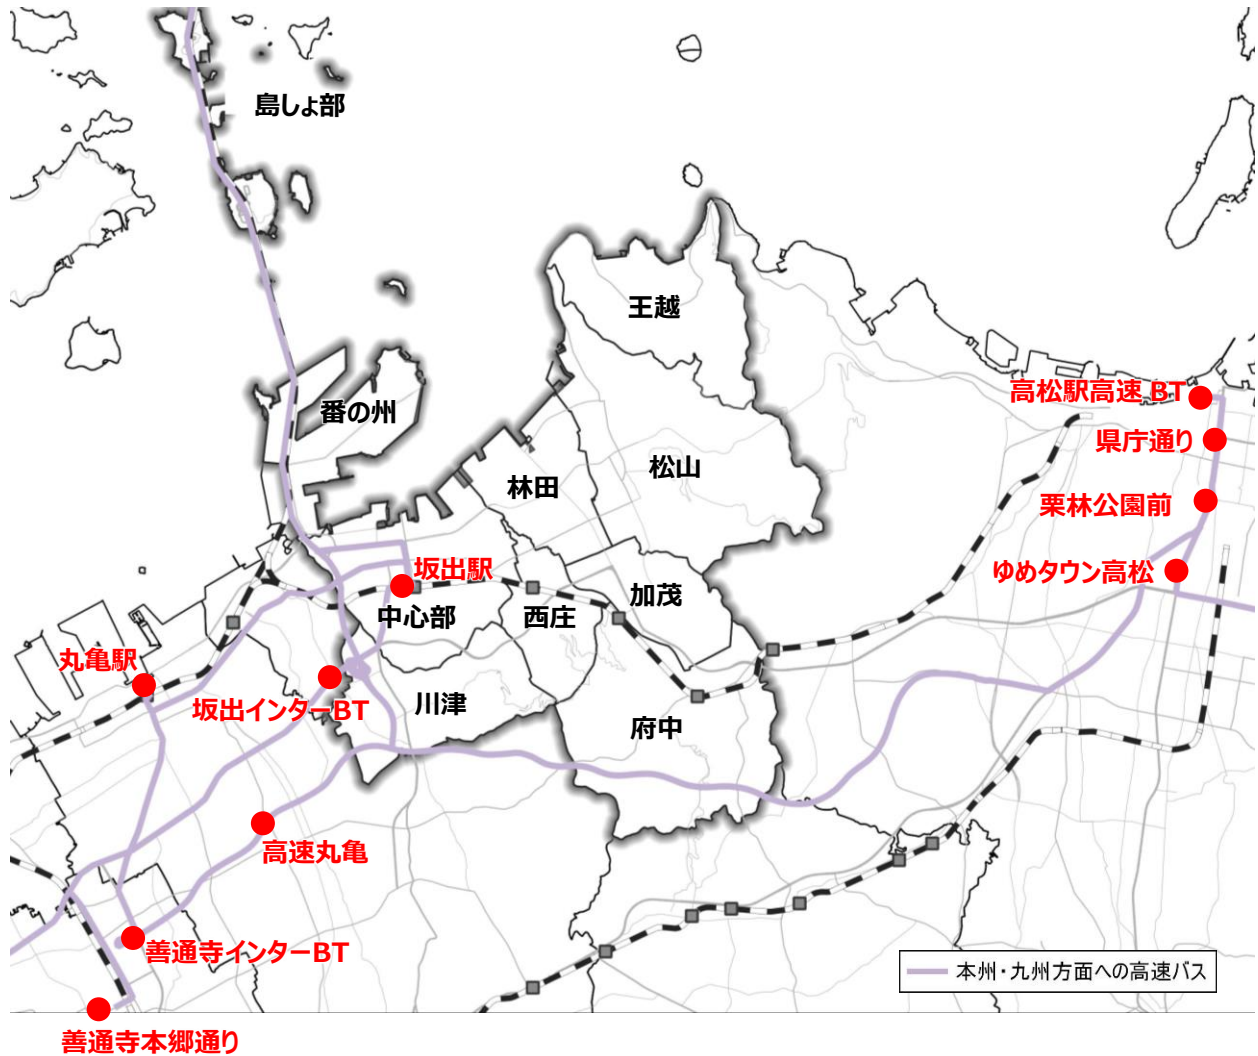 島しょ部
王越
番の州
高松駅高速 BT
県庁通り
松山
林田
栗林公園前
坂出駅
ゆめタウン高松
中心部
西庄
加茂
丸亀駅
坂出インターBT
川津
府中
高速丸亀
善通寺インターBT
本州・九州方面への高速バス
善通寺本郷通り